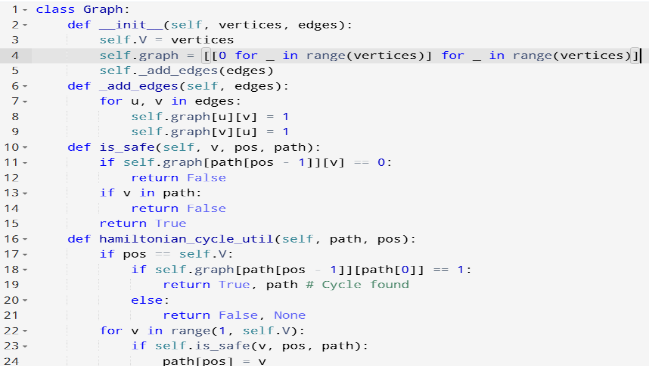 1 class Graph:
2     def __init__(self, vertices, edges):
3         self.V = vertices
4         self.graph = [[0 for _ in range(vertices)] for _ in range(vertices)]
5         self._add_edges(edges)
6     def _add_edges(self, edges):
7         for u, v in edges:
8             self.graph[u][v] = 1
9             self.graph[v][u] = 1
10     def is_safe(self, v, pos, path):
11         if self.graph[path[pos - 1]][v] == 0:
12             return False
13         if v in path:
14             return False
15         return True
16     def hamiltonian_cycle_util(self, path, pos):
17         if pos == self.V:
18             if self.graph[path[pos - 1]][path[0]] == 1:
19                 return True, path # Cycle found
20             else:
21                 return False, None
22         for v in range(1, self.V):
23             if self.is_safe(v, pos, path):
24                 path[pos] = v